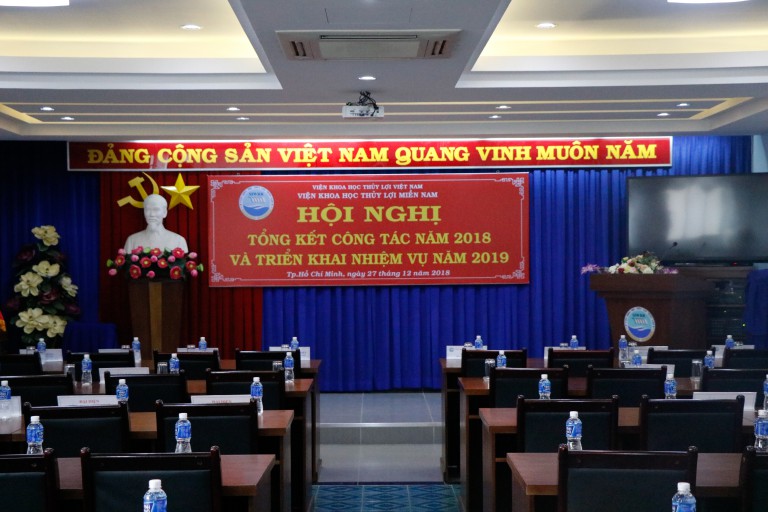 ĐẢNG CỘNG SẢN VIỆT NAM QUANG VINH MUÔN NĂM
VIỆN KHOA HỌC THỦY LỢI VIỆT NAM
VIỆN KHOA HỌC THỦY LỢI MIỀN NAM
HỘI NGHỊ
TỔNG KẾT CÔNG TÁC NĂM 2018
VÀ TRIỂN KHAI NHIỆM VỤ NĂM 2019
Tp.Hồ Chí Minh, ngày 27 tháng 12 năm 2018